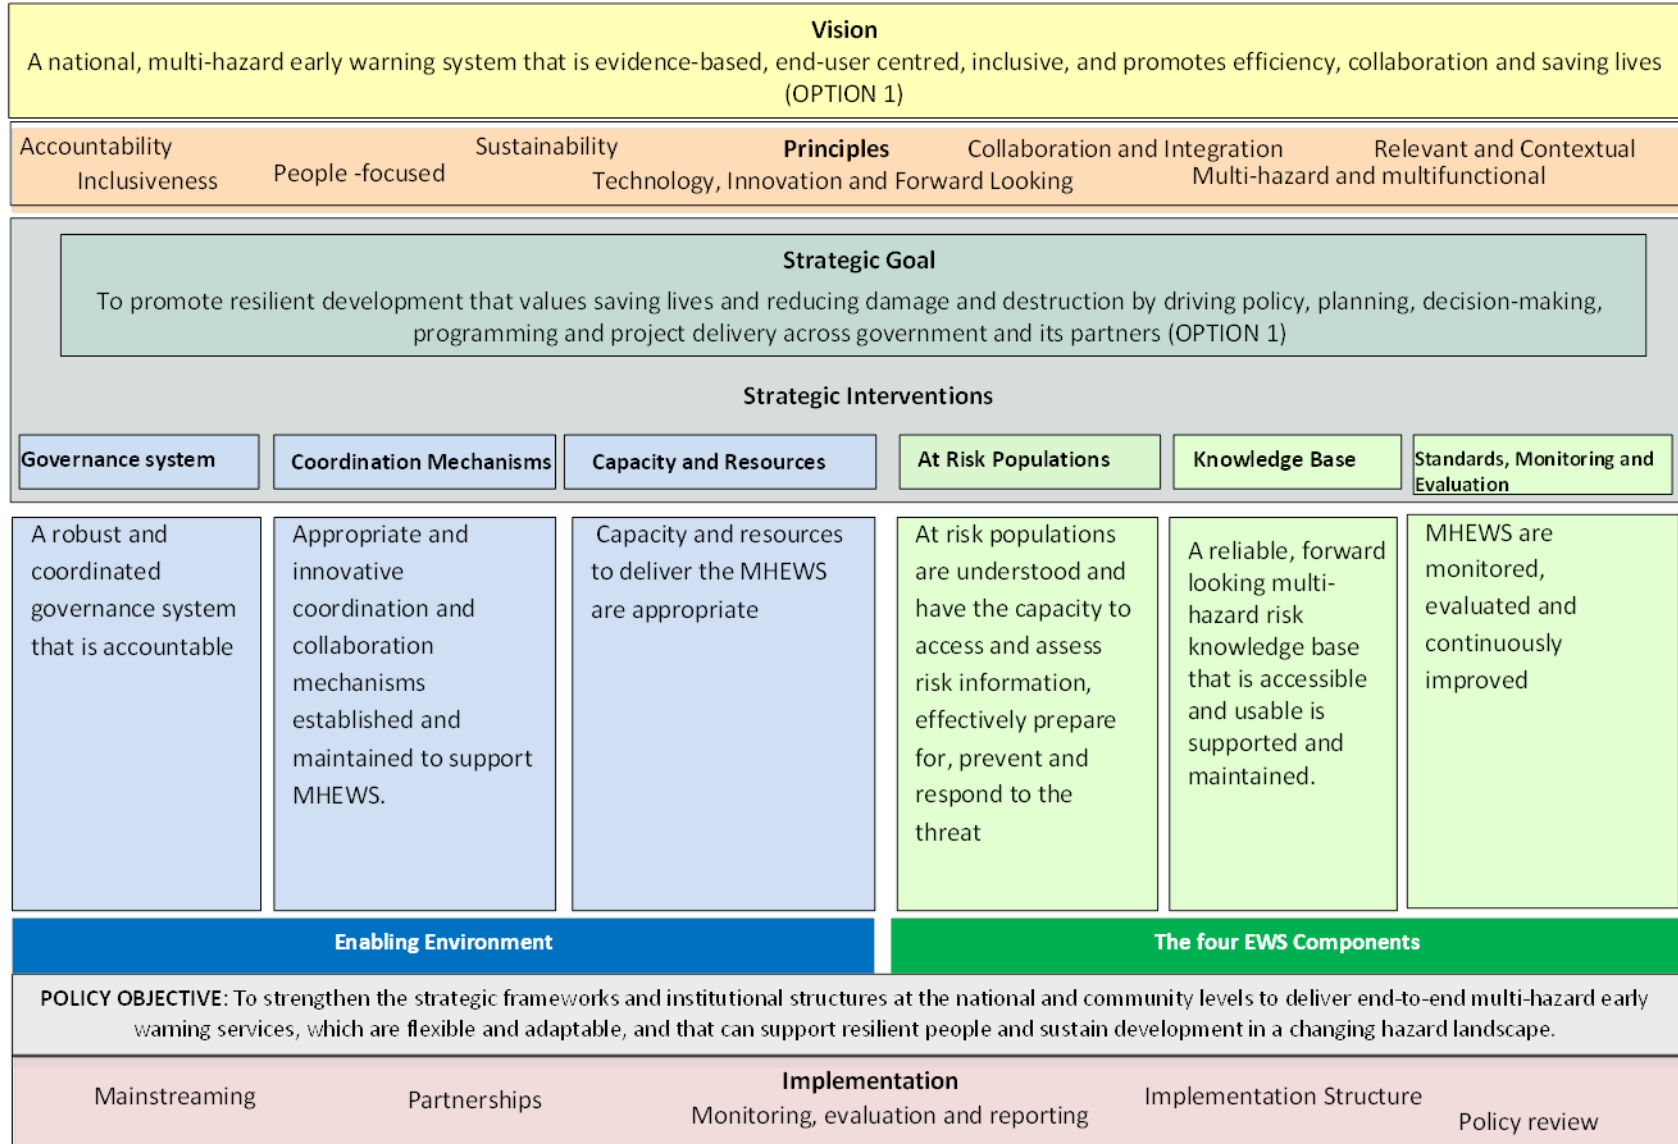 Vision
A national, multi-hazard early warning system that is evidence-based, end-user centred, inclusive, and promotes efficiency, collaboration and saving lives
(OPTION 1)
Accountability
Sustainability
Principles
Collaboration and Integration
Relevant and Contextual
Inclusiveness
People -focused
Technology, Innovation and Forward Looking
Multi-hazard and multifunctional
Strategic Goal
To promote resilient development that values saving lives and reducing damage and destruction by driving policy, planning, decision-making,
programming and project delivery across government and its partners (OPTION 1)
Strategic Interventions
Governance system
Coordination Mechanisms
Capacity and Resources
At Risk Populations
Knowledge Base
Standards, Monitoring and
Evaluation
A robust and
coordinated
governance system
that is accountable
Appropriate and
innovative
coordination and
collaboration
mechanisms
established and
maintained to support
MHEWS.
Capacity and resources
to deliver the MHEWS
are appropriate
At risk populations
are understood and
have the capacity to
access and assess
risk information,
effectively prepare
for, prevent and
respond to the
threat
A reliable, forward
looking multi-
hazard risk
knowledge base
that is accessible
and usable is
supported and
maintained.
MHEWS are
monitored,
evaluated and
continuously
improved
Enabling Environment
The four EWS Components
POLICY OBJECTIVE: To strengthen the strategic frameworks and institutional structures at the national and community levels to deliver end-to-end multi-hazard early
warning services, which are flexible and adaptable, and that can support resilient people and sustain development in a changing hazard landscape.
Implementation
Mainstreaming
Partnerships
Monitoring, evaluation and reporting
Implementation Structure
Policy review